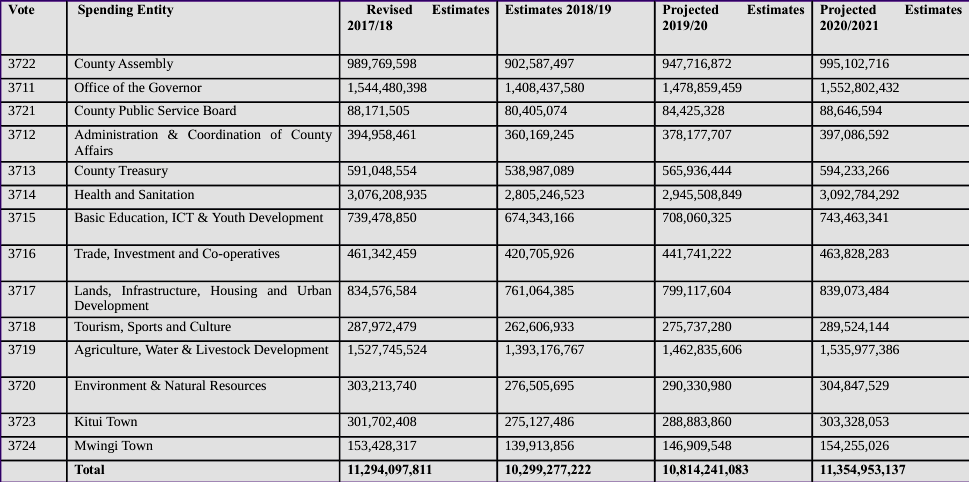 Vote Spending Entity Revised Estimates 2017/18 Estimates 2018/19 Projected Estimates 2019/20 Projected Estimates 2020/2021
3722 County Assembly 989,769,598 902,587,497 947,716,872 995,102,716
3711 Office of the Governor 1,544,480,398 1,408,437,580 1,478,859,459 1,552,802,432
3721 County Public Service Board 88,171,505 80,405,074 84,425,328 88,646,594
3712 Administration & Coordination of County Affairs 394,958,461 360,169,245 378,177,707 397,086,592
3713 County Treasury 591,048,554 538,987,089 565,936,444 594,233,266
3714 Health and Sanitation 3,076,208,935 2,805,246,523 2,945,508,849 3,092,784,292
3715 Basic Education, ICT & Youth Development 739,478,850 674,343,166 708,060,325 743,463,341
3716 Trade, Investment and Co-operatives 461,342,459 420,705,926 441,741,222 463,828,283
3717 Lands, Infrastructure, Housing and Urban Development 834,576,584 761,064,385 799,117,604 839,073,484
3718 Tourism, Sports and Culture 287,972,479 262,606,933 275,737,280 289,524,144
3719 Agriculture, Water & Livestock Development 1,527,745,524 1,393,176,767 1,462,835,606 1,535,977,386
3720 Environment & Natural Resources 303,213,740 276,505,695 290,330,980 304,847,529
3723 Kitui Town 301,702,408 275,127,486 288,883,860 303,328,053
3724 Mwingi Town 153,428,317 139,913,856 146,909,548 154,255,026
Total 11,294,097,811 10,299,277,222 10,814,241,083 11,354,953,137